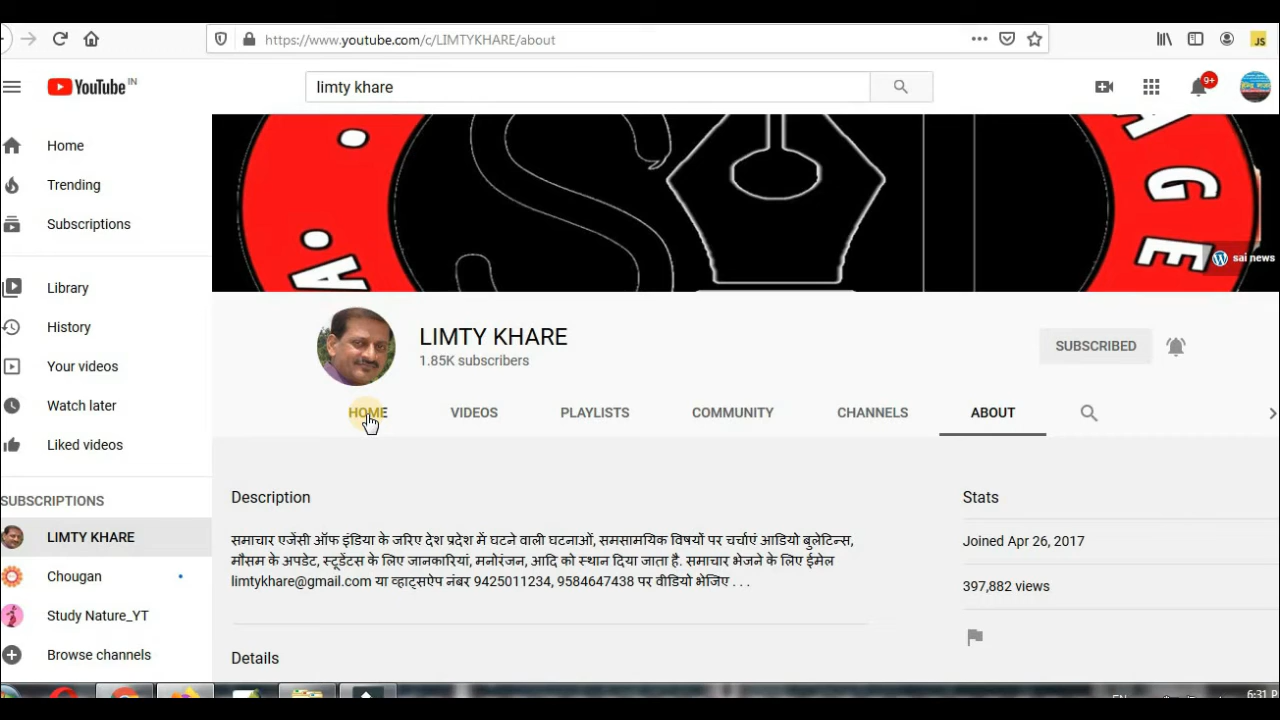 https://www.youtube.com/c/LIMTYKHARE/about
JS
YouTube IN
limty khare
9+
Home
Trending
Subscriptions
Library
History
Your videos
Watch later
Liked videos
SUBSCRIPTIONS
LIMTY KHARE
Chougan
Study Nature_YT
Browse channels
A
S
I
AGE
sai news
LIMTY KHARE
1.85K subscribers
SUBSCRIBED
HOME VIDEOS PLAYLISTS COMMUNITY CHANNELS ABOUT
Description
समाचार एजेंसी ऑफ इंडिया के जरिए देश प्रदेश में घटने वाली घटनाओं, समसामयिक विषयों पर चर्चाएं आडियो बुलेटिन्स,
मौसम के अपडेट, स्टूडेंटस के लिए जानकारियां, मनोरंजन, आदि को स्थान दिया जाता है. समाचार भेजने के लिए ईमेल
limtykhare@gmail.com या व्हाट्सऐप नंबर 9425011234, 9584647438 पर वीडियो भेजिए . . .
Details
Stats
Joined Apr 26, 2017
397,882 views